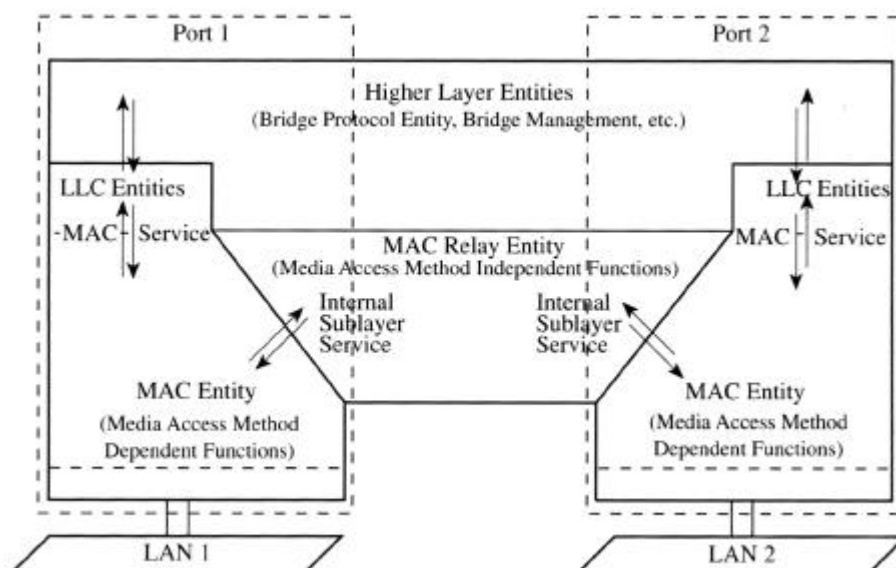 Port 1
Port 2
Higher Layer Entities
(Bridge Protocol Entity, Bridge Management, etc.)
LLC Entities
LLC Entities
MAC Service
MAC Service
MAC Relay Entity
(Media Access Method Independent Functions)
Internal
Sublayer
Service
Internal
Sublayer
Service
MAC Entity
(Media Access Method
Dependent Functions)
MAC Entity
(Media Access Method
Dependent Functions)
LAN 1
LAN 2